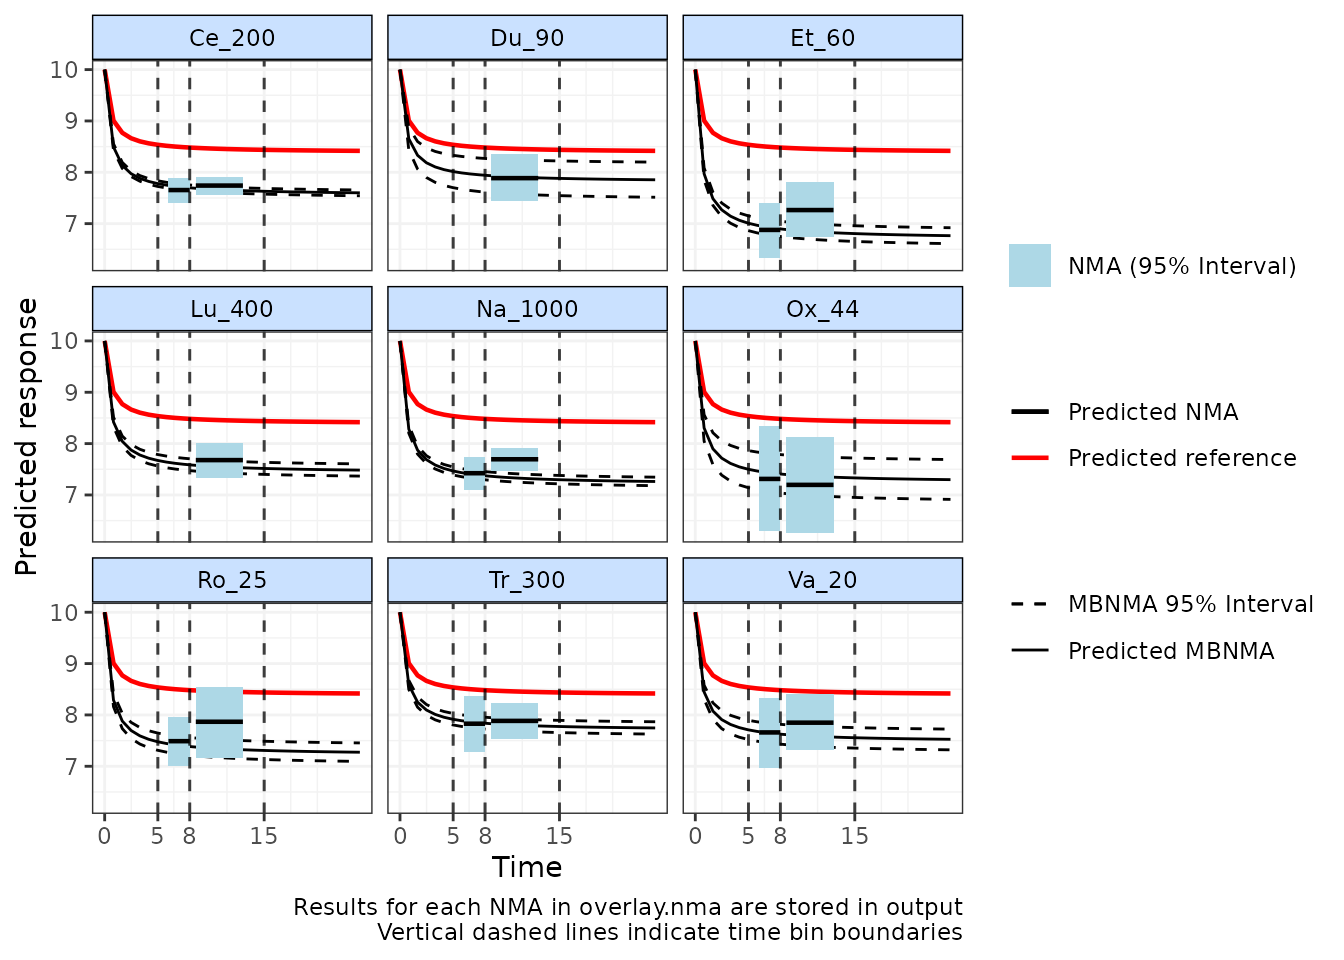 Ce_200 Du_90 Et_60
10
9
8
7
Lu_400 Na_1000 Ox_44
10
9
8
7
Ro_25 Tr_300 Va_20
10
9
8
7
0 5 8 15 0 5 8 15 0 5 8 15
Predicted response
Time
NMA (95% Interval)
Predicted NMA
Predicted reference
MBNMA 95% Interval
Predicted MBNMA
Results for each NMA in overlay.nma are stored in output
Vertical dashed lines indicate time bin boundaries